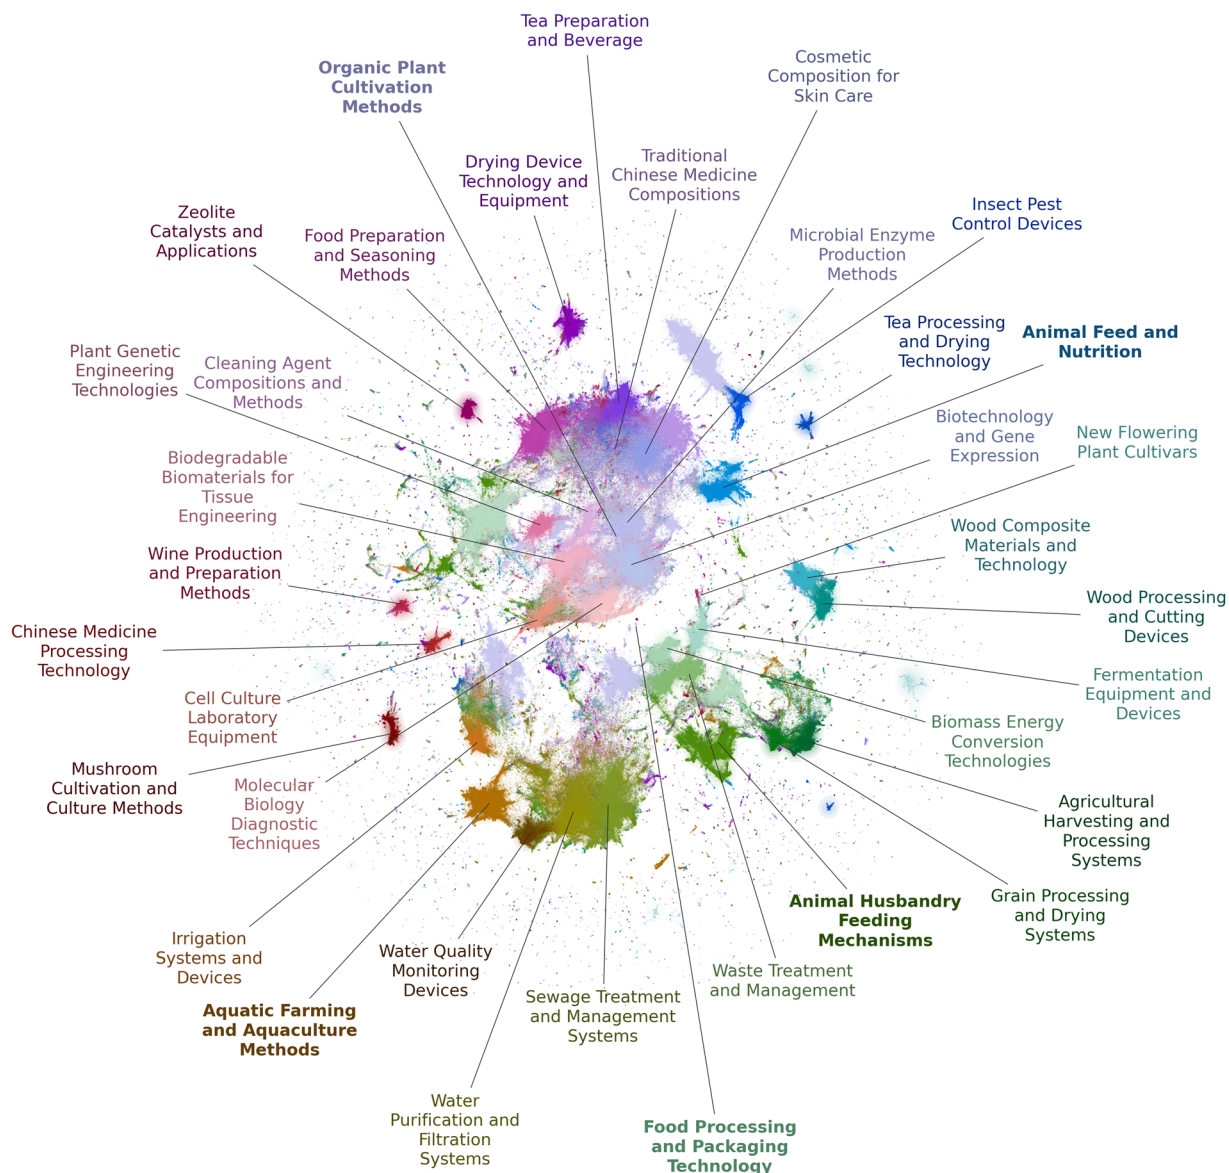 Tea Preparation
and Beverage
Cosmetic
Composition for
Skin Care
Organic Plant
Cultivation
Methods
Drying Device
Technology and
Equipment
Traditional
Chinese Medicine
Compositions
Insect Pest
Control Devices
Zeolite
Catalysts and
Applications
Food Preparation
and Seasoning
Methods
Microbial Enzyme
Production
Methods
Tea Processing
and Drying
Technology
Animal Feed and
Nutrition
Plant Genetic
Engineering
Technologies
Cleaning Agent
Compositions and
Methods
Biotechnology
and Gene
Expression
New Flowering
Plant Cultivars
Biodegradable
Biomaterials for
Tissue
Engineering
Wood Composite
Materials and
Technology
Wine Production
and Preparation
Methods
Wood Processing
and Cutting
Devices
Chinese Medicine
Processing
Technology
Fermentation
Equipment and
Devices
Cell Culture
Laboratory
Equipment
Biomass Energy
Conversion
Technologies
Mushroom
Cultivation and
Culture Methods
Molecular
Biology
Diagnostic
Techniques
Agricultural
Harvesting and
Processing
Systems
Animal Husbandry
Feeding
Mechanisms
Grain Processing
and Drying
Systems
Irrigation
Systems and
Devices
Water Quality
Monitoring
Devices
Waste Treatment
and Management
Sewage Treatment
and Management
Systems
Aquatic Farming
and Aquaculture
Methods
Water
Purification and
Filtration
Systems
Food Processing
and Packaging
Technology